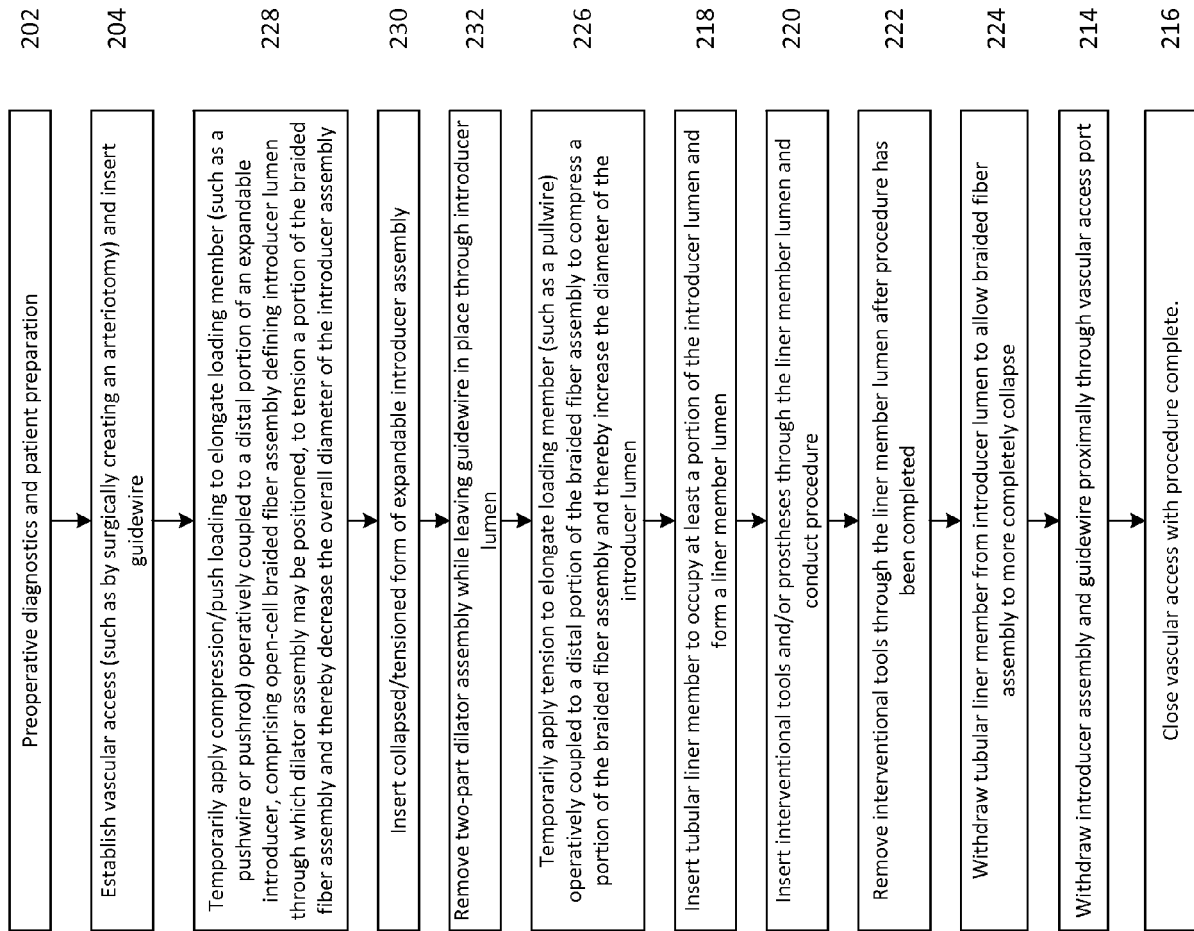 Preoperative diagnostics and patient preparation
202
Establish vascular access (such as by surgically creating an arteriotomy) and insert
guidewire
204
Temporarily apply compression/push loading to elongate loading member (such as a
pushwire or pushrod) operatively coupled to a distal portion of an expandable
introducer, comprising open-cell braided fiber assembly defining introducer lumen
through which dilator assembly may be positioned, to tension a portion of the braided
fiber assembly and thereby decrease the overall diameter of the introducer assembly
228
Insert collapsed/tensioned form of expandable introducer assembly
230
Remove two-part dilator assembly while leaving guidewire in place through introducer
lumen
232
Temporarily apply tension to elongate loading member (such as a pullwire)
operatively coupled to a distal portion of the braided fiber assembly to compress a
portion of the braided fiber assembly and thereby increase the diameter of the
introducer lumen
226
Insert tubular liner member to occupy at least a portion of the introducer lumen and
form a liner member lumen
218
Insert interventional tools and/or prostheses through the liner member lumen and
conduct procedure
220
Remove interventional tools through the liner member lumen after procedure has
been completed
222
Withdraw tubular liner member from introducer lumen to allow braided fiber
assembly to more completely collapse
224
Withdraw introducer assembly and guidewire proximally through vascular access port
214
Close vascular access with procedure complete.
216